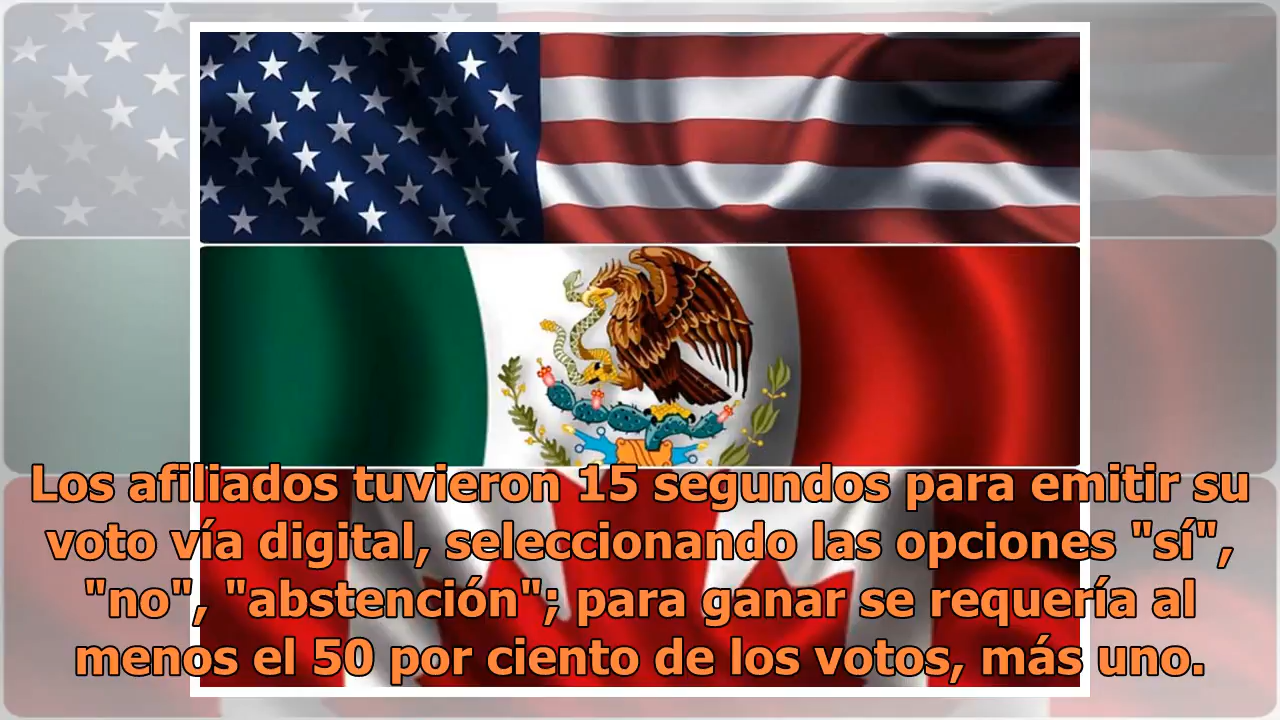 Los afiliados tuvieron 15 segundos para emitir su
voto vía digital, seleccionando las opciones "sí",
"no", "abstención"; para ganar se requería al
menos el 50 por ciento de los votos, más uno.